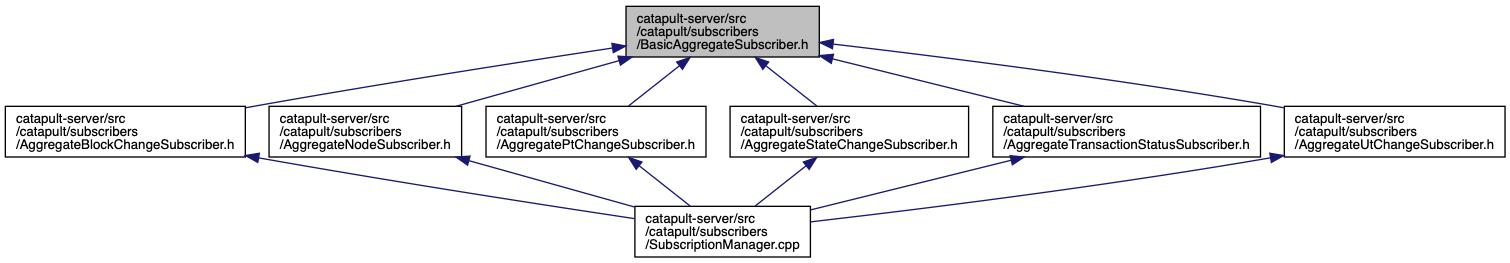 catapult-server/src
/catapult/subscribers
/BasicAggregateSubscriber.h
catapult-server/src
/catapult/subscribers
/AggregateBlockChangeSubscriber.h
catapult-server/src
/catapult/subscribers
/AggregateNodeSubscriber.h
catapult-server/src
/catapult/subscribers
/AggregatePtChangeSubscriber.h
catapult-server/src
/catapult/subscribers
/AggregateStateChangeSubscriber.h
catapult-server/src
/catapult/subscribers
/AggregateTransactionStatusSubscriber.h
catapult-server/src
/catapult/subscribers
/AggregateUtChangeSubscriber.h
catapult-server/src
/catapult/subscribers
/SubscriptionManager.cpp